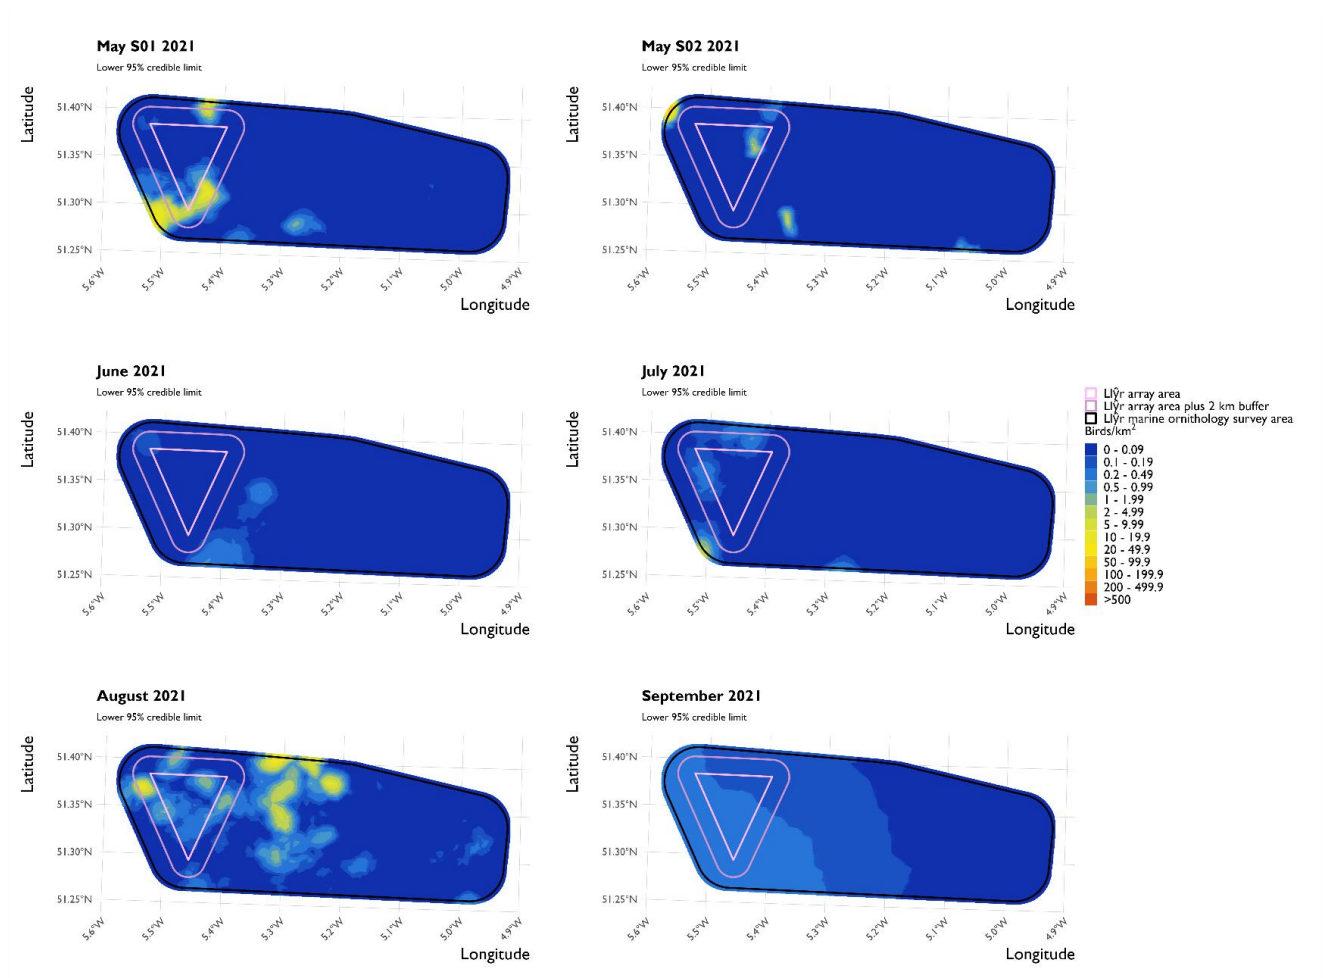 May S01 2021
Lower 95% credible limit
Latitude
51.40°N
51.35°N
51.30°N
51.25°N
5.6°W
5.5°W
5.4°W
5.3°W
5.2°W
5.1°W
5.0°W
4.9°W
Longitude
May S02 2021
Lower 95% credible limit
Latitude
51.40°N
51.35°N
51.30°N
51.25°N
5.6°W
5.5°W
5.4°W
5.3°W
5.2°W
5.1°W
5.0°W
4.9°W
Longitude
June 2021
Lower 95% credible limit
Latitude
51.40°N
51.35°N
51.30°N
51.25°N
5.6°W
5.5°W
5.4°W
5.3°W
5.2°W
5.1°W
5.0°W
4.9°W
Longitude
July 2021
Lower 95% credible limit
Latitude
51.40°N
51.35°N
51.30°N
51.25°N
5.6°W
5.5°W
5.4°W
5.3°W
5.2°W
5.1°W
5.0°W
4.9°W
Longitude
Llŷr array area
Llŷr array area plus 2 km buffer
Llŷr marine ornithology survey area
Birds/km²
0 - 0.09
0.1 - 0.19
0.2 - 0.49
0.5 - 0.99
1 - 1.99
2 - 4.99
5 - 9.99
10 - 19.9
20 - 49.9
50 - 99.9
100 - 199.9
200 - 499.9
>500
August 2021
Lower 95% credible limit
Latitude
51.40°N
51.35°N
51.30°N
51.25°N
5.6°W
5.5°W
5.4°W
5.3°W
5.2°W
5.1°W
5.0°W
4.9°W
Longitude
September 2021
Lower 95% credible limit
Latitude
51.40°N
51.35°N
51.30°N
51.25°N
5.6°W
5.5°W
5.4°W
5.3°W
5.2°W
5.1°W
5.0°W
4.9°W
Longitude